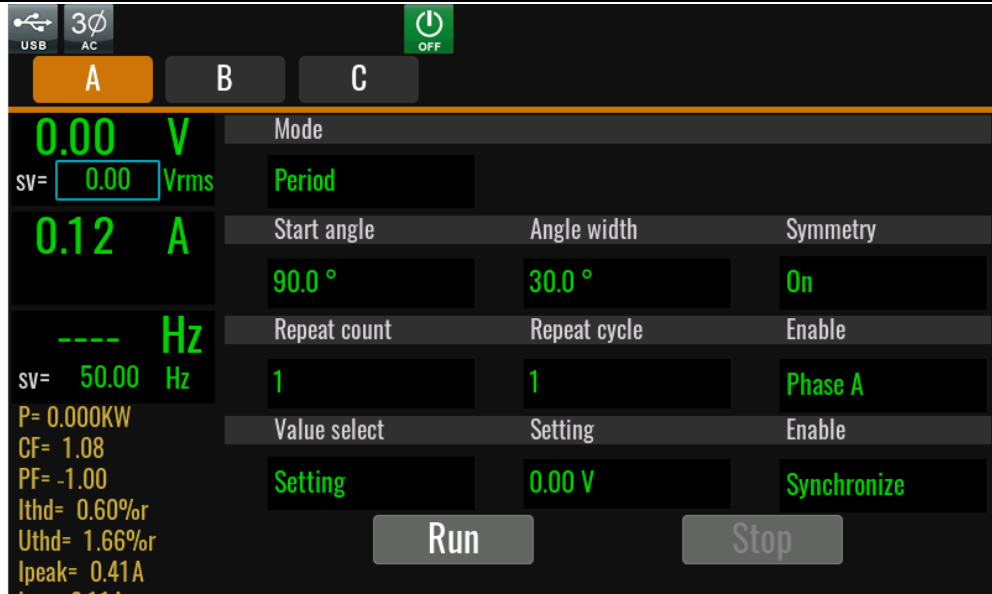 USB
3Ø
AC
OFF
A B C
0.00 V
sv= 0.00 Vrms
0.12 A
---- Hz
sv= 50.00 Hz
P= 0.000KW
CF= 1.08
PF= -1.00
Ithd= 0.60%r
Uthd= 1.66%r
Ipeak= 0.41A
Mode
Period
Start angle Angle width Symmetry
90.0 ° 30.0 ° On
Repeat count Repeat cycle Enable
1 1 Phase A
Value select Setting Enable
Setting 0.00 V Synchronize
Run Stop